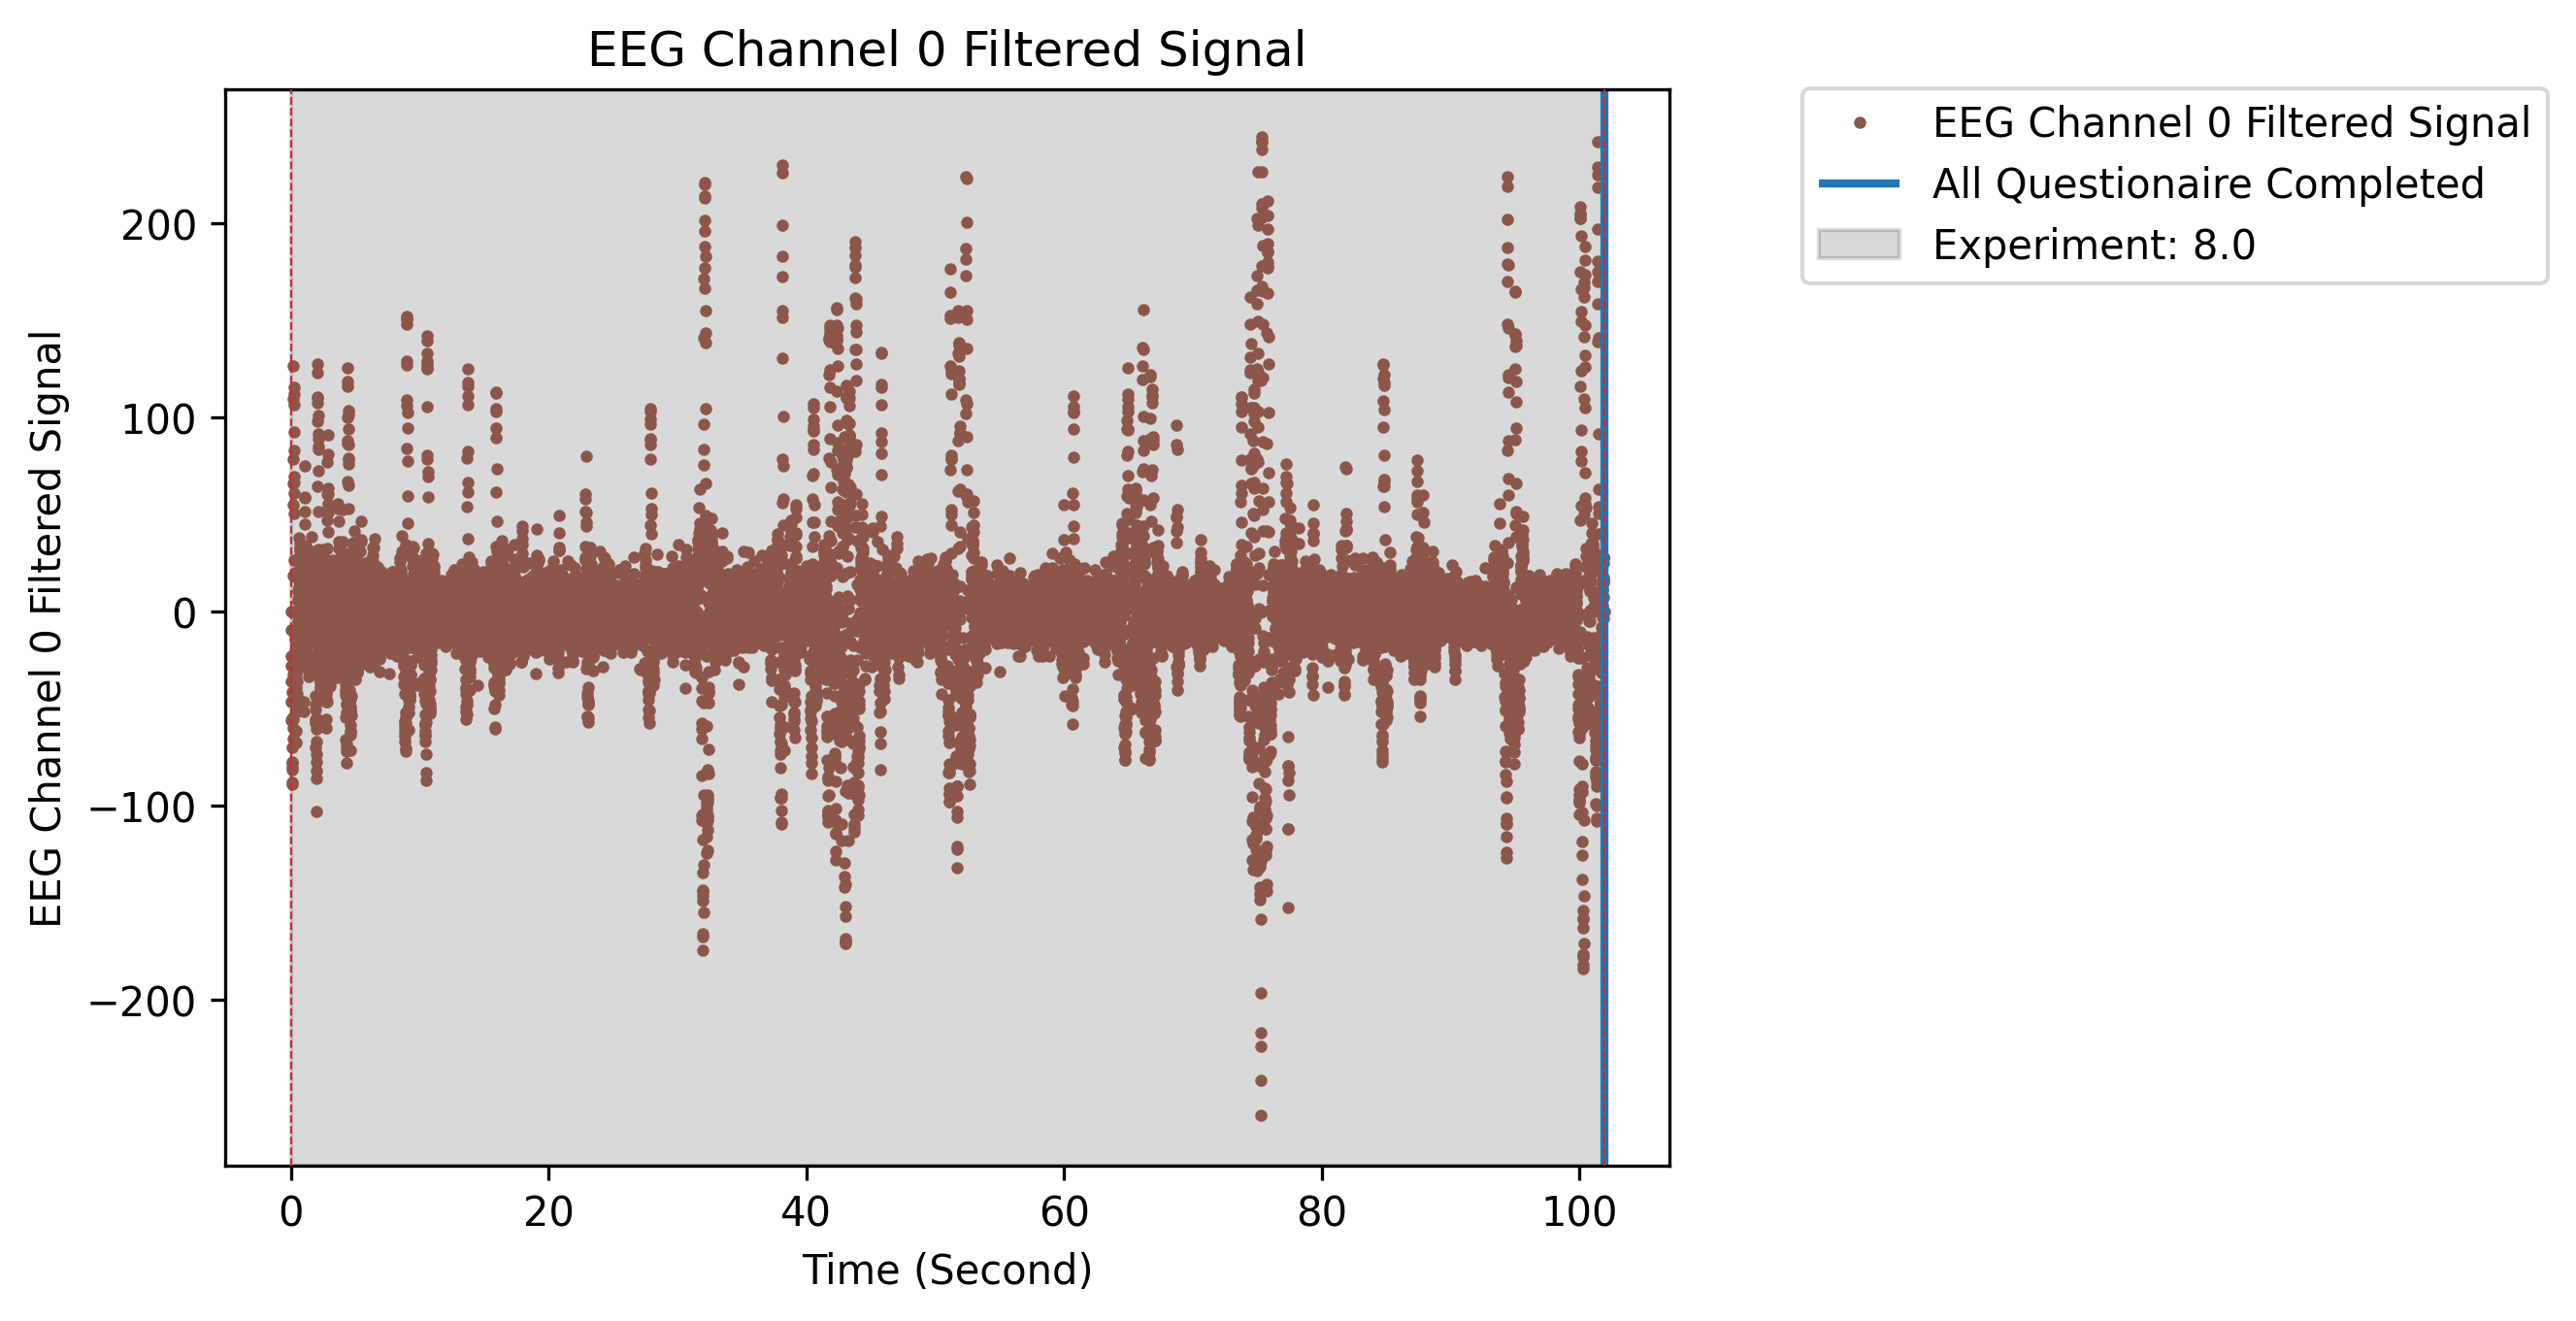 EEG Channel 0 Filtered Signal
EEG Channel 0 Filtered Signal
All Questionaire Completed
Experiment: 8.0
EEG Channel 0 Filtered Signal
200
100
0
−100
−200
0 20 40 60 80 100
Time (Second)